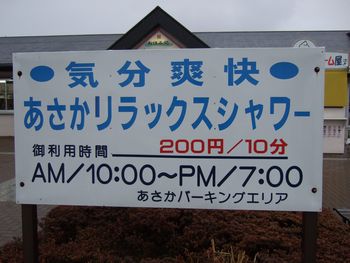 気分爽快
あさかリラックスシャワー
御利用時間 200円/10分
AM/10:00~PM/7:00
あさかパーキングエリア